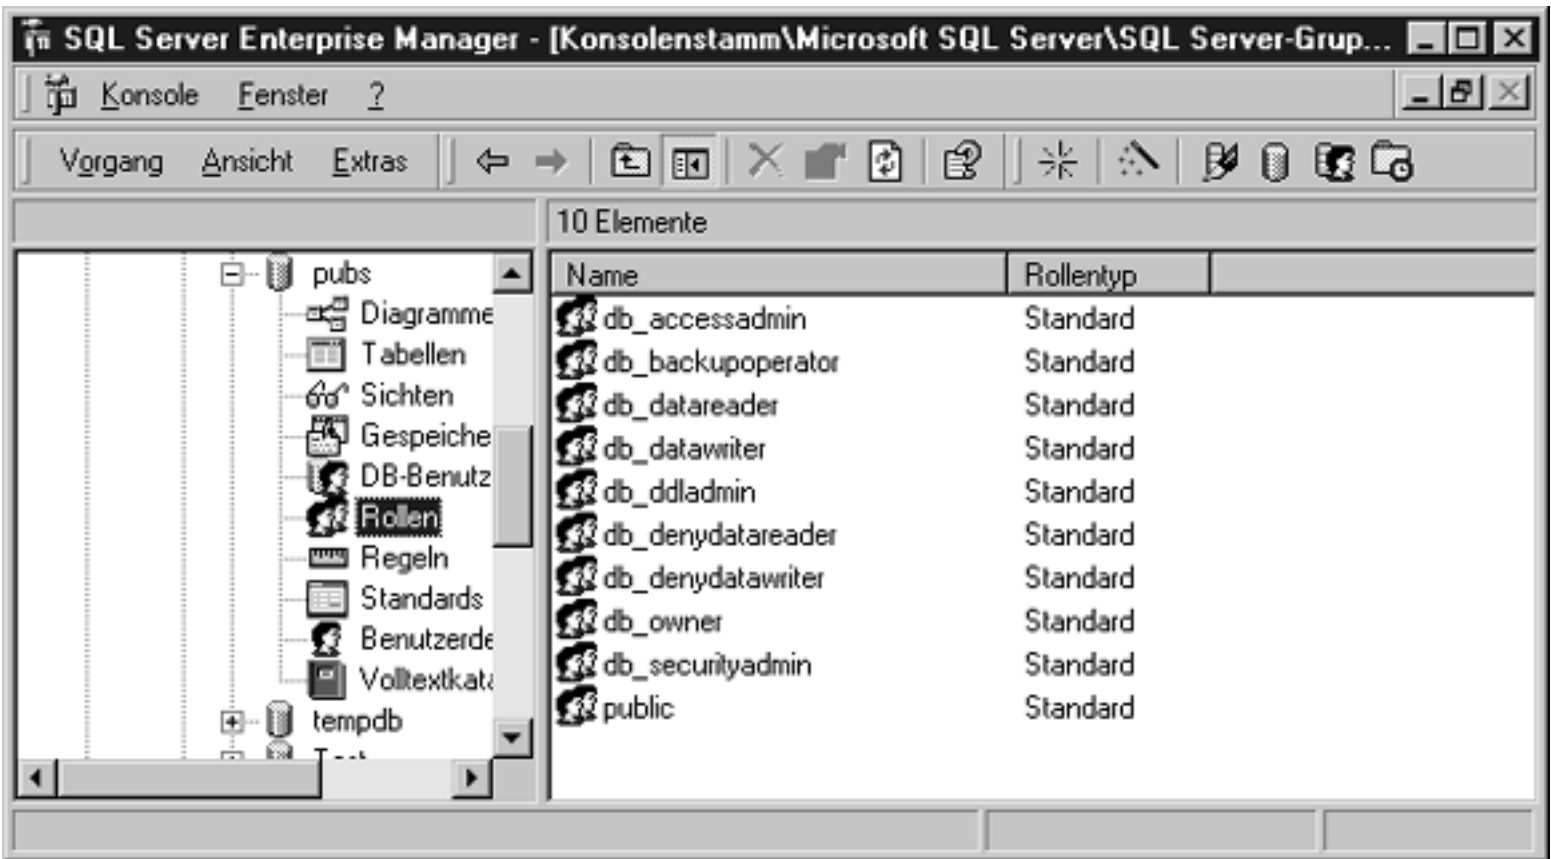 SQL Server Enterprise Manager - [Konsolenstamm\Microsoft SQL Server\SQL Server-Grup...
Konsole Fenster ?
Vorgang Ansicht Extras
10 Elemente
pubs
Diagramme
Tabellen
Sichten
Gespeiche
DB-Benutz
Rollen
Regeln
Standards
Benutzerde
Volltextkata
tempdb
Name Rollentyp
db_accessadmin Standard
db_backupoperator Standard
db_datareader Standard
db_datawriter Standard
db_ddladmin Standard
db_denydatareader Standard
db_denydatawriter Standard
db_owner Standard
db_securityadmin Standard
public Standard